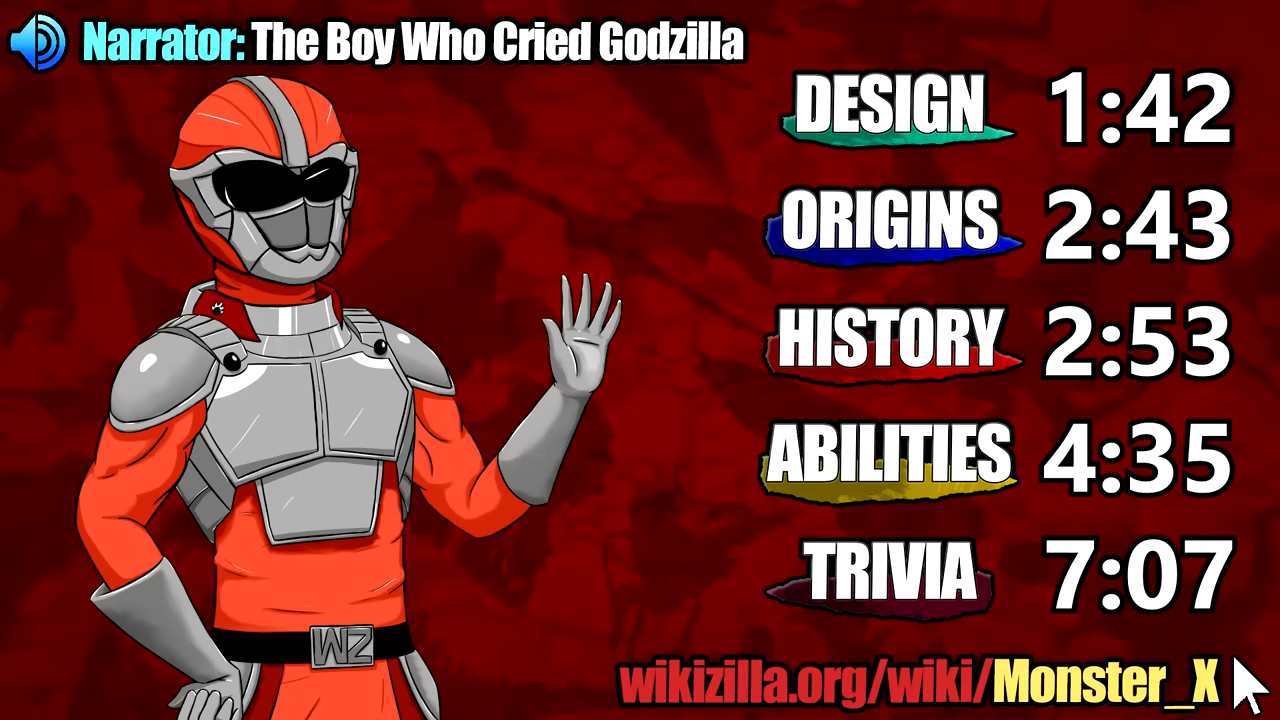 Narrator: The Boy Who Cried Godzilla
DESIGN 1:42
ORIGINS 2:43
HISTORY 2:53
ABILITIES 4:35
TRIVIA 7:07
WZ
wikizilla.org/wiki/Monster_X